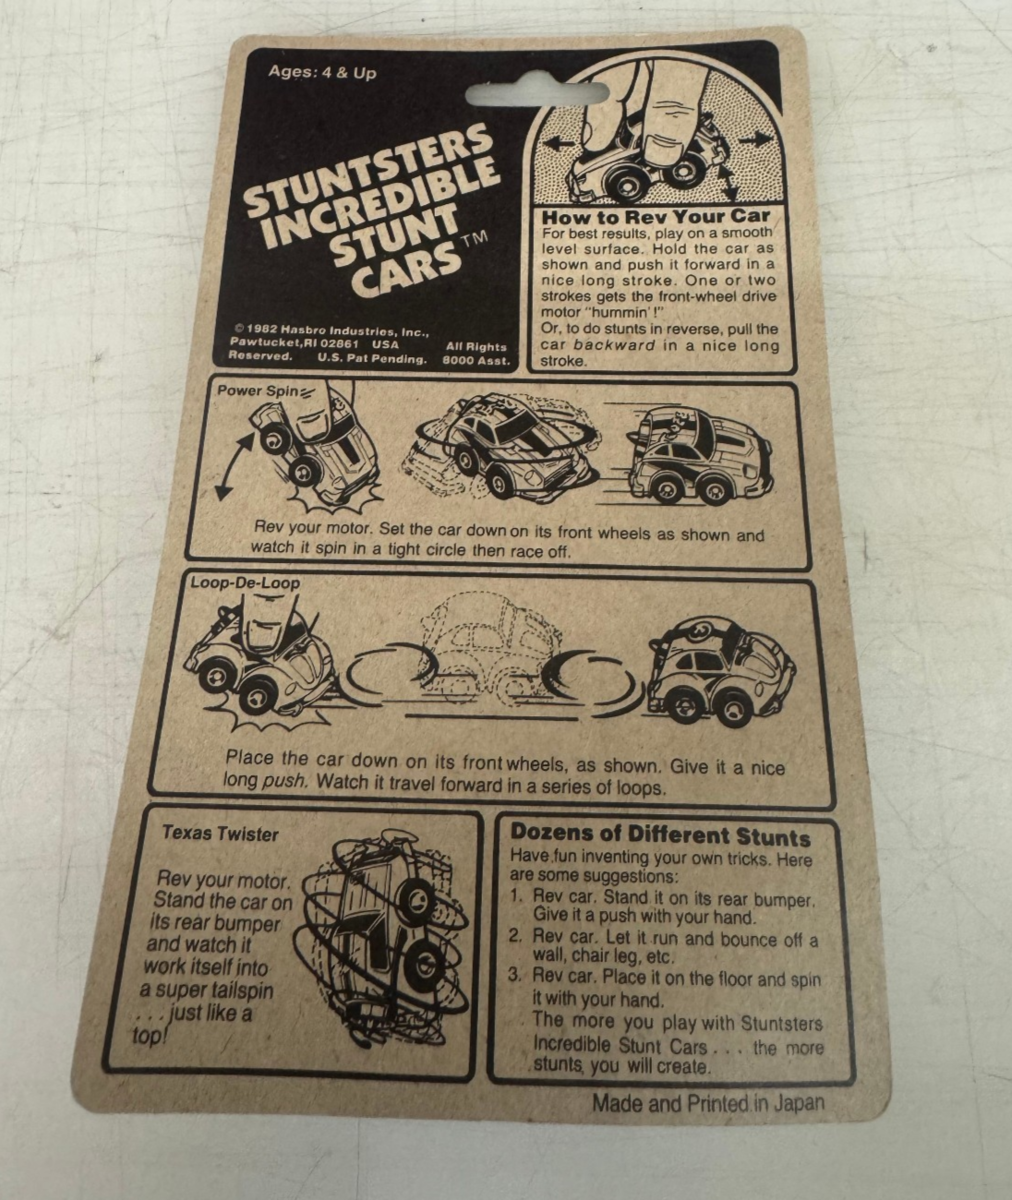 Ages: 4 & Up
STUNTSTERS
INCREDIBLE
STUNT
CARS™
© 1982 Hasbro Industries, Inc.,
Pawtucket, RI 02861 USA All Rights
Reserved. U.S. Pat Pending. 8000 Asst.
How to Rev Your Car
For best results, play on a smooth
level surface. Hold the car as
shown and push it forward in a
nice long stroke. One or two
strokes gets the front-wheel drive
motor "hummin'!"
Or, to do stunts in reverse, pull the
car backward in a nice long
stroke.
Power Spin
Rev your motor. Set the car down on its front wheels as shown and
watch it spin in a tight circle then race off.
Loop-De-Loop
Place the car down on its front wheels, as shown. Give it a nice
long push. Watch it travel forward in a series of loops.
Texas Twister
Rev your motor.
Stand the car on
its rear bumper
and watch it
work itself into
a super tailspin
. . . just like a
top!
Dozens of Different Stunts
Have fun inventing your own tricks. Here
are some suggestions:
1. Rev car. Stand it on its rear bumper.
Give it a push with your hand.
2. Rev car. Let it run and bounce off a
wall, chair leg, etc.
3. Rev car. Place it on the floor and spin
it with your hand.
The more you play with Stuntsters
Incredible Stunt Cars . . . the more
stunts you will create.
Made and Printed in Japan